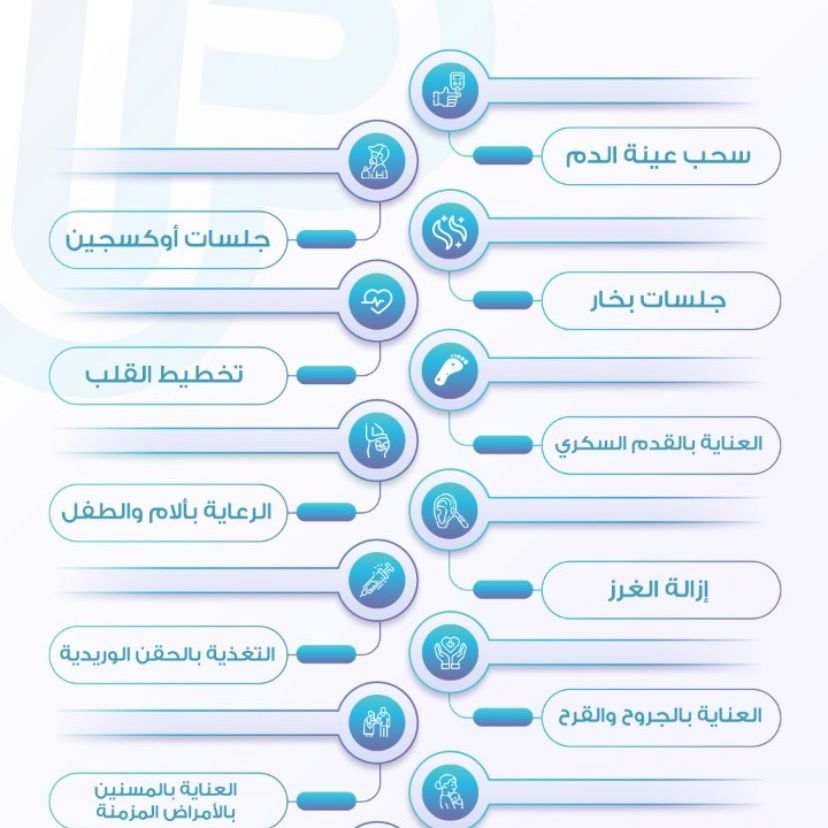 سحب عينة الدم
جلسات أوكسجين
جلسات بخار
تخطيط القلب
العناية بالقدم السكري
الرعاية بألام والطفل
إزالة الغرز
التغذية بالحقن الوريدية
العناية بالجروح والقرح
العناية بالمسنين
بالأمراض المزمنة